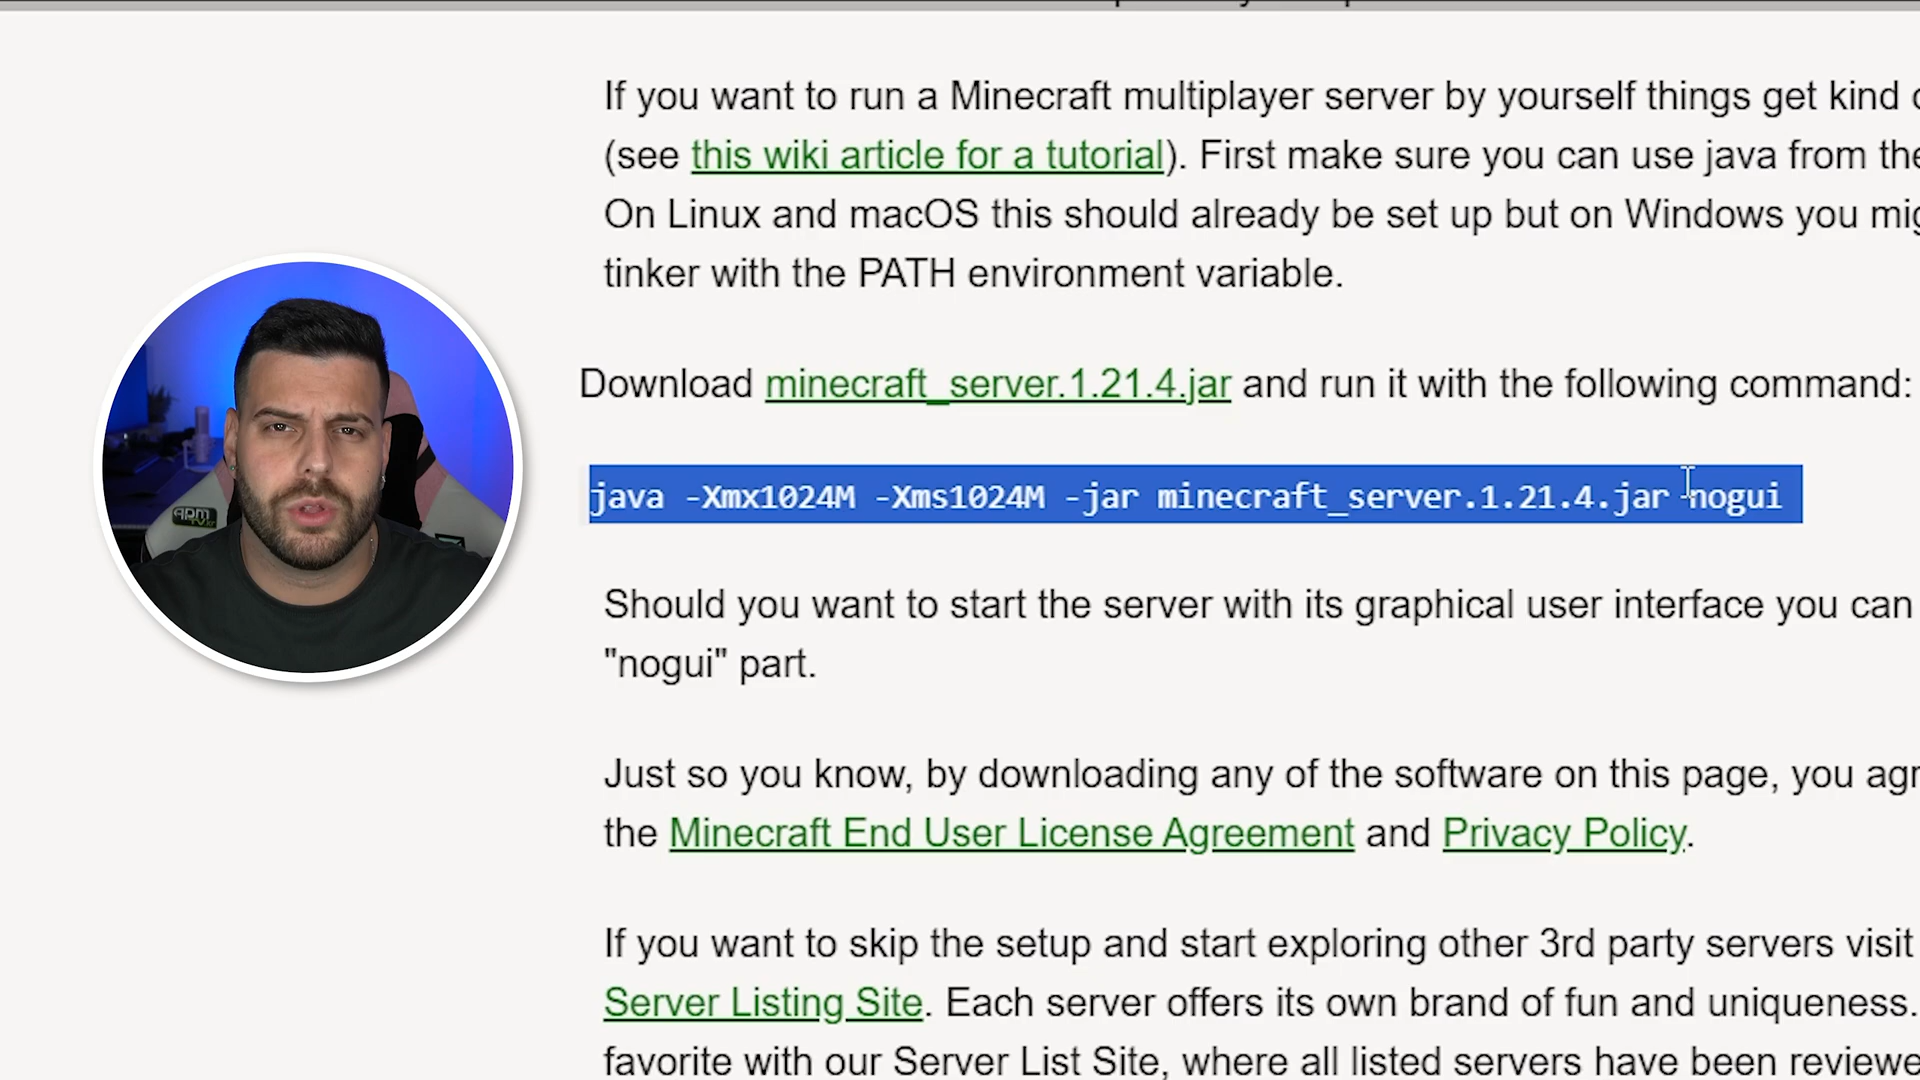 If you want to run a Minecraft multiplayer server by yourself things get kind
(see this wiki article for a tutorial). First make sure you can use java from the
On Linux and macOS this should already be set up but on Windows you
tinker with the PATH environment variable.
Download minecraft_server.1.21.4.jar and run it with the following command:
java -Xmx1024M -Xms1024M -jar minecraft_server.1.21.4.jar nogui
Should you want to start the server with its graphical user interface you can
"nogui" part.
Just so you know, by downloading any of the software on this page, you
the Minecraft End User License Agreement and Privacy Policy.
If you want to skip the setup and start exploring other 3rd party servers visit
Server Listing Site. Each server offers its own brand of fun and uniqueness.
favorite with our Server List Site, where all listed servers have been